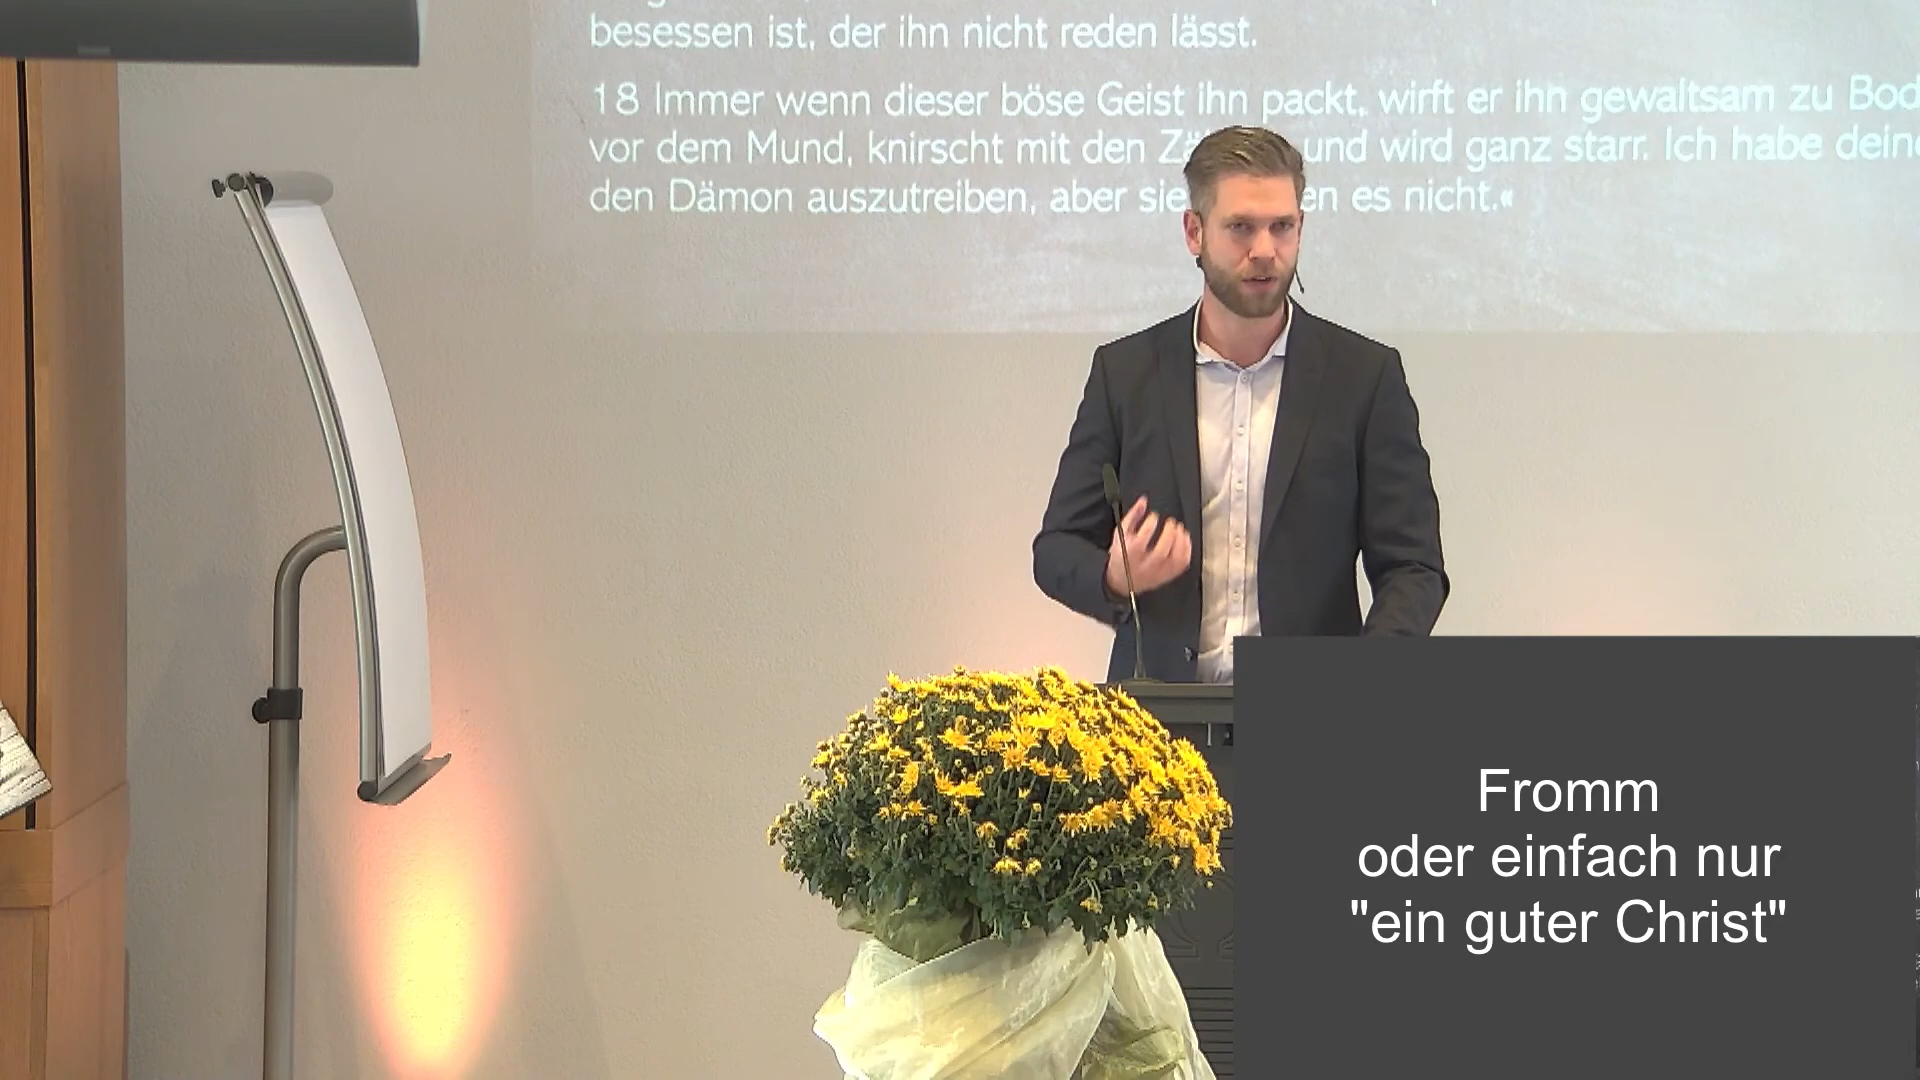 besessen ist, der ihn nicht reden lässt.
18 Immer wenn dieser böse Geist ihn packt, wirft er ihn gewaltsam zu
vor dem Mund, knirscht mit den und wird ganz starr. Ich habe
den Dämon auszutreiben, aber sie es nicht.«
Fromm
oder einfach nur
"ein guter Christ"